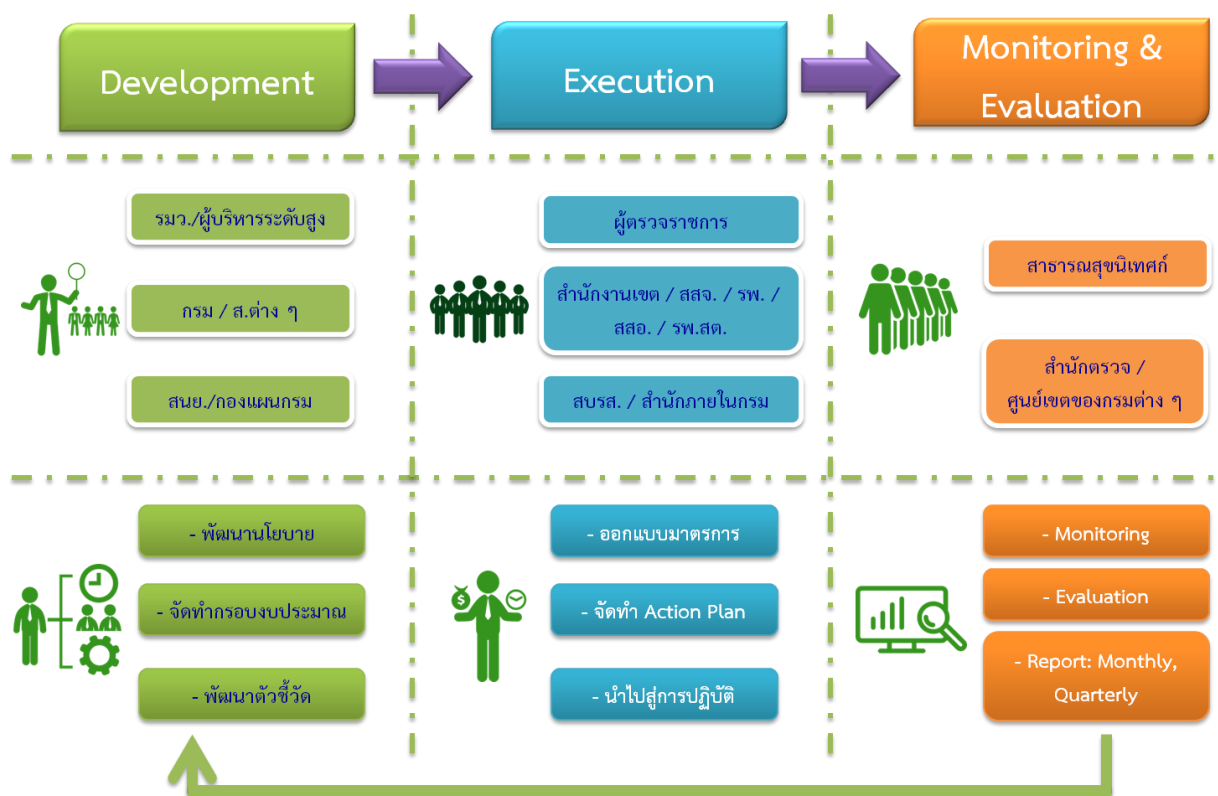 Development
Execution
Monitoring &
Evaluation
รมว./ผู้บริหารระดับสูง
กรม / ส.ต่าง ๆ
สนย./กองแผนกรม
ผู้ตรวจราชการ
สำนักงานเขต / สสจ. / รพ. /
สสอ. / รพ.สต.
สบรส. / สำนักภายในกรม
สาธารณสุขนิเทศก์
สำนักตรวจ /
ศูนย์เขตของกรมต่าง ๆ
- พัฒนานโยบาย
- จัดทำกรอบงบประมาณ
- พัฒนาตัวชี้วัด
$
- ออกแบบมาตรการ
- จัดทำ Action Plan
- นำไปสู่การปฏิบัติ
- Monitoring
- Evaluation
- Report: Monthly,
Quarterly